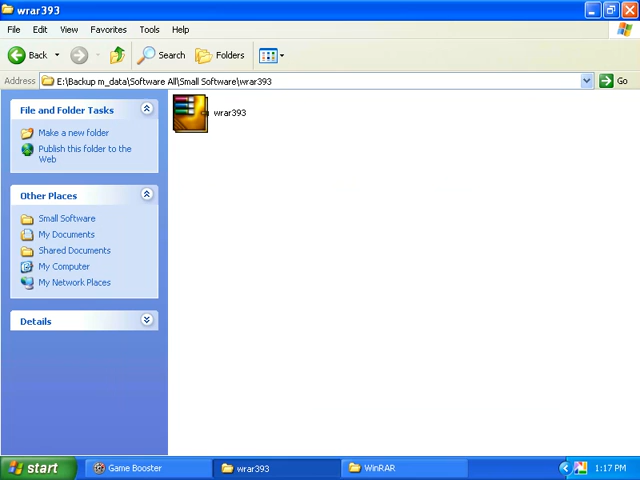 wrar393
File Edit View Favorites Tools Help
Back Search Folders
Address E:\Backup m_data\Software All\Small Software\wrar393 Go
File and Folder Tasks
Make a new folder
Publish this folder to the
Web
Other Places
Small Software
My Documents
Shared Documents
My Computer
My Network Places
Details
wrar393
start Game Booster wrar393 WinRAR 1:17 PM